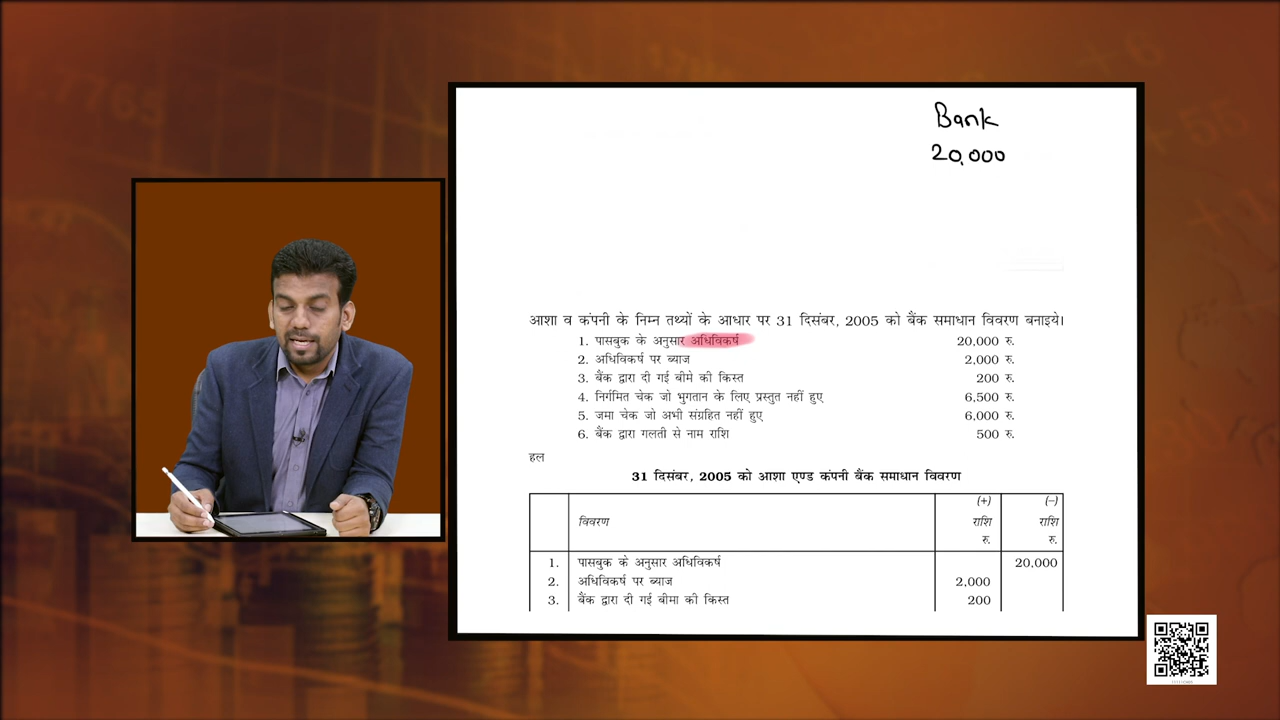 Bank
20,000
आशा व कंपनी के निम्न तथ्यों के आधार पर 31 दिसंबर, 2005 को बैंक समाधान विवरण बनाइये।
1. पासबुक के अनुसार अधिविकर्ष 20,000 रु.
2. अधिविकर्ष पर ब्याज 2,000 रु.
3. बैंक द्वारा दी गई बीमे की किस्त 200 रु.
4. निर्गमित चेक जो भुगतान के लिए प्रस्तुत नहीं हुए 6,500 रु.
5. जमा चेक जो अभी संग्रहित नहीं हुए 6,000 रु.
6. बैंक द्वारा गलती से नाम राशि 500 रु.
हल
31 दिसंबर, 2005 को आशा एण्ड कंपनी बैंक समाधान विवरण
(+) (–)
विवरण राशि राशि
रु. रु.
1. पासबुक के अनुसार अधिविकर्ष 20,000
2. अधिविकर्ष पर ब्याज 2,000
3. बैंक द्वारा दी गई बीमा की किस्त 200